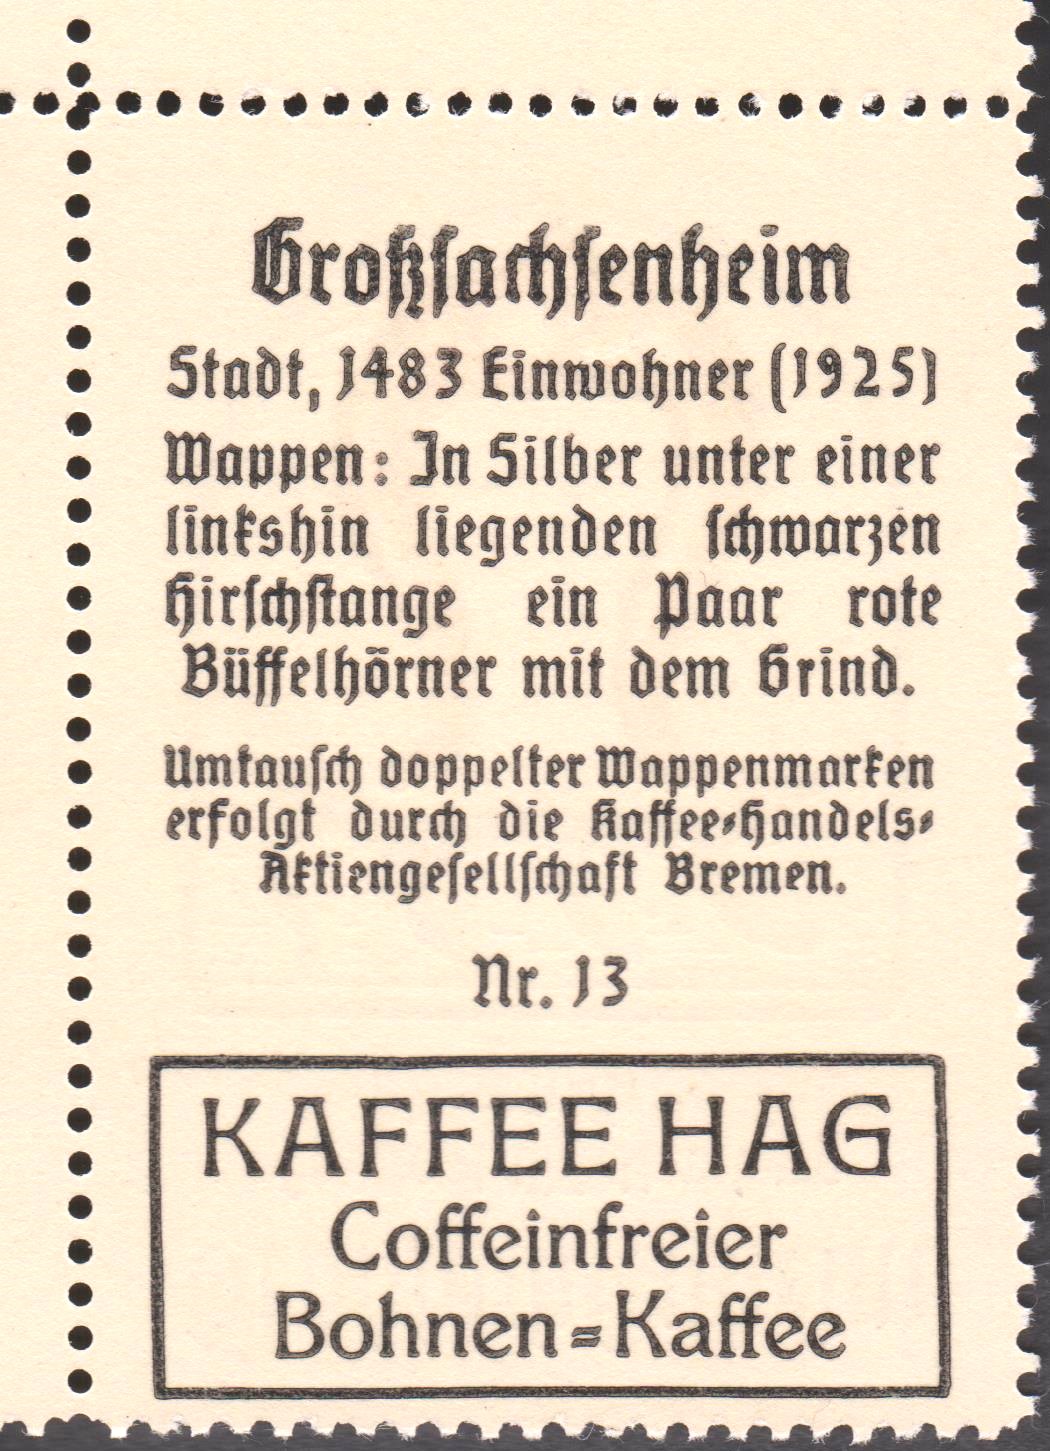 Großsachsenheim
Stadt, 1483 Einwohner (1925)
Wappen: In Silber unter einer
linkshin liegenden schwarzen
Hirschstange ein Paar rote
Büffelhörner mit dem Grind.
Umtausch doppelter Wappenmarken
erfolgt durch die Kaffee-Handels-
Aktiengesellschaft Bremen.
Nr. 13
KAFFEE HAG
Coffeinfreier
Bohnen-Kaffee